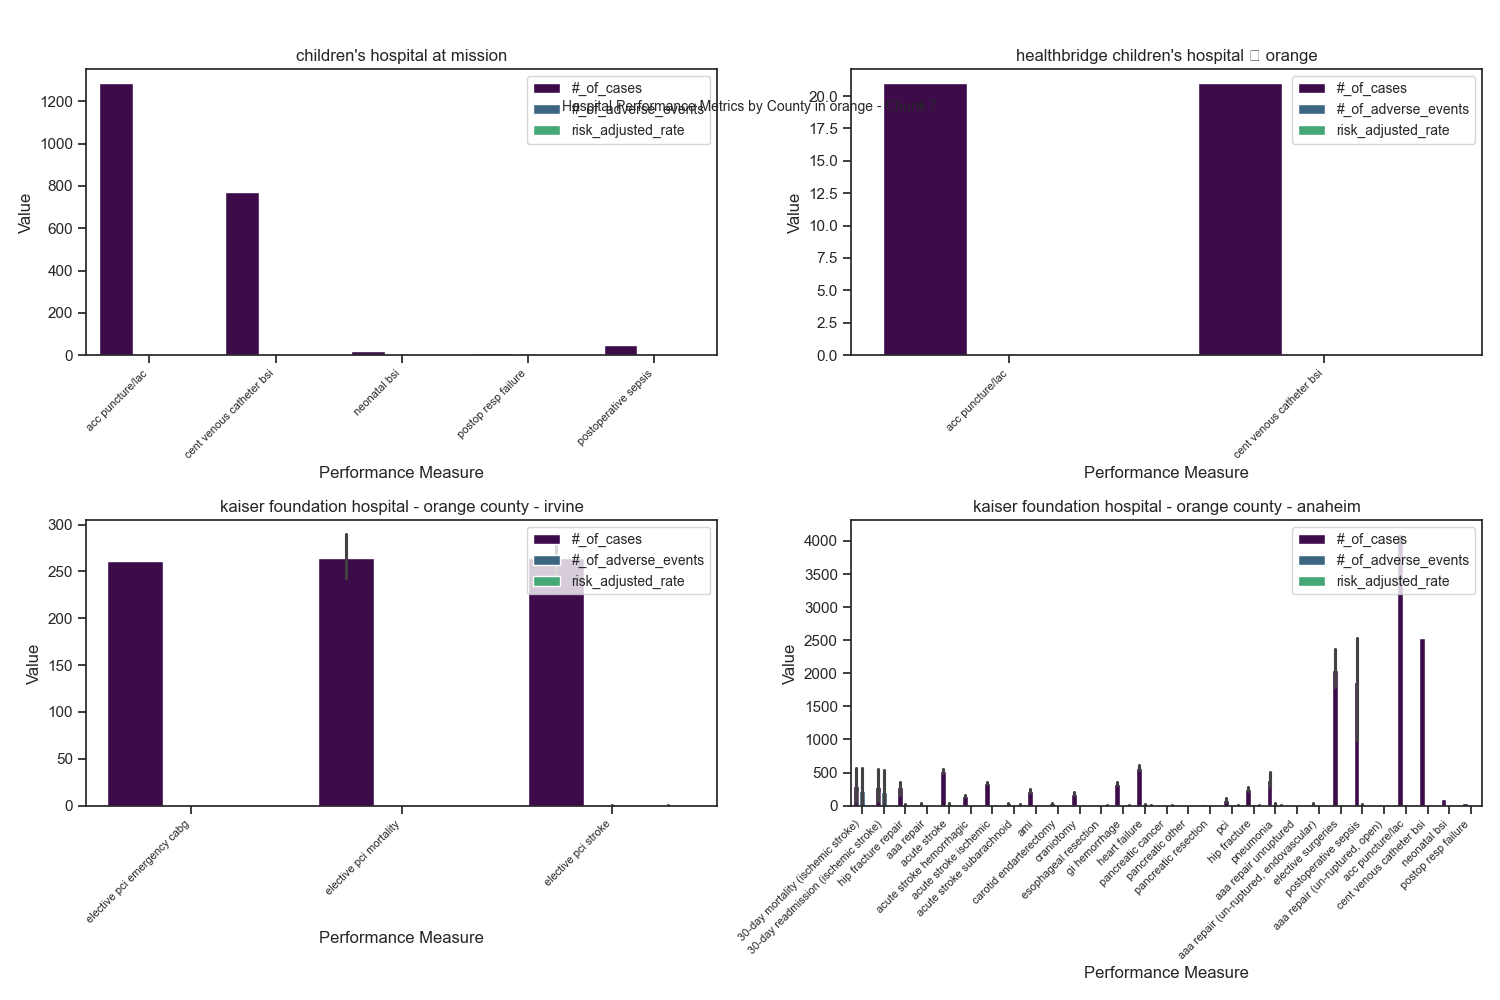 children's hospital at mission
1200
1000
800
600
400
200
0
Value
#_of_cases
#_of_adverse_events
risk_adjusted_rate
acc puncture/lac
cent venous catheter bsi
neonatal bsi
postop resp failure
postoperative sepsis
Performance Measure
Hospital Performance Metrics by County in orange -
healthbridge children's hospital orange
20.0
17.5
15.0
12.5
10.0
7.5
5.0
2.5
0.0
Value
#_of_cases
#_of_adverse_events
risk_adjusted_rate
acc puncture/lac
cent venous catheter bsi
Performance Measure
kaiser foundation hospital - orange county - irvine
300
250
200
150
100
50
0
Value
#_of_cases
#_of_adverse_events
risk_adjusted_rate
elective pci emergency cabg
elective pci mortality
elective pci stroke
Performance Measure
kaiser foundation hospital - orange county - anaheim
4000
3500
3000
2500
2000
1500
1000
500
0
Value
#_of_cases
#_of_adverse_events
risk_adjusted_rate
30-day mortality (ischemic stroke)
30-day readmission (ischemic stroke)
hip fracture repair
aaa repair
acute stroke
acute stroke hemorrhagic
acute stroke ischemic
acute stroke subarachnoid
ami
carotid endarterectomy
craniotomy
esophageal resection
gi hemorrhage
heart failure
pancreatic cancer
pancreatic other
pancreatic resection
pci
hip fracture
pneumonia
aaa repair unruptured
aaa repair (un-ruptured, endovascular)
elective surgeries
postoperative sepsis
aaa repair (un-ruptured, open)
acc puncture/lac
cent venous catheter bsi
neonatal bsi
postop resp failure
Performance Measure